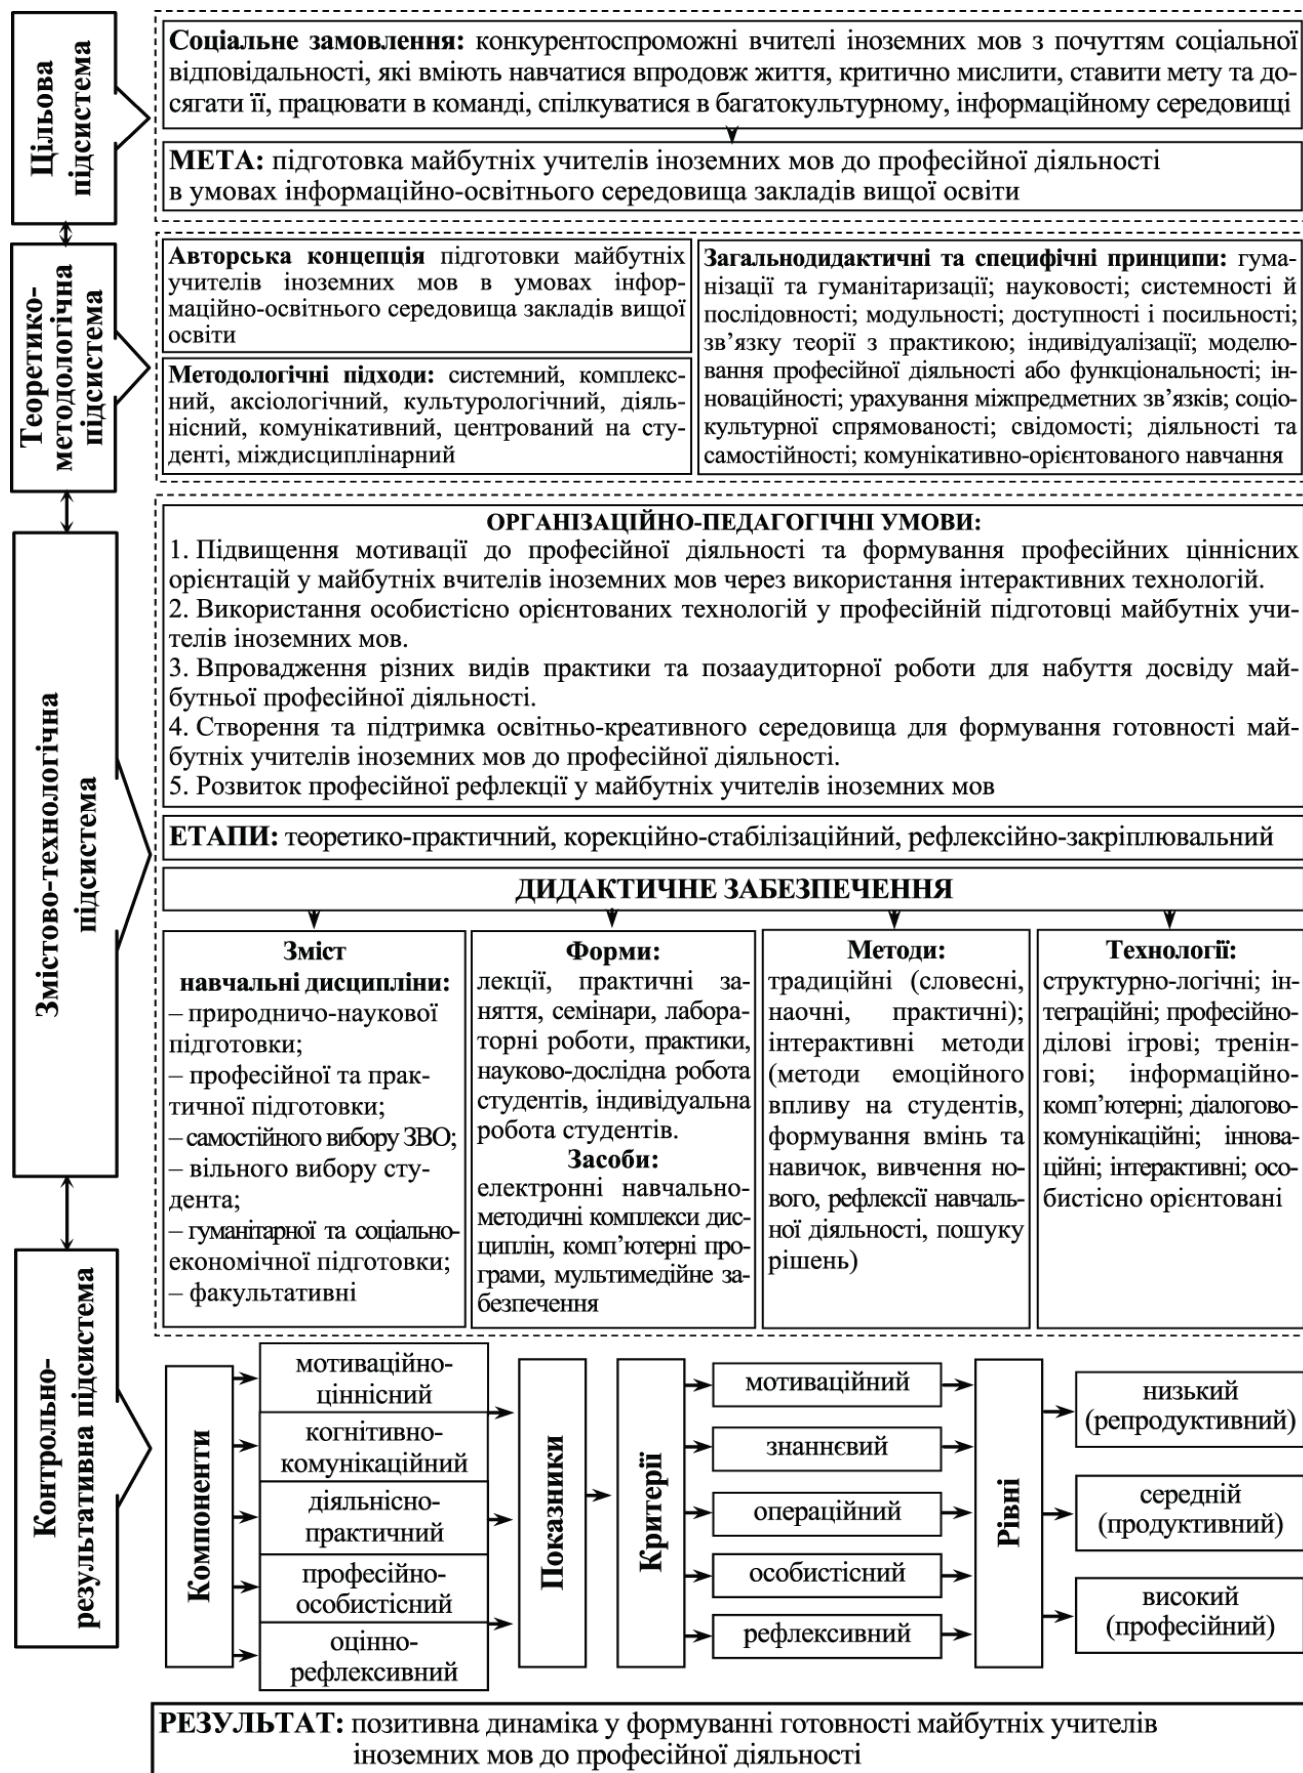 Цільова
підсистема
Соціальне замовлення: конкурентоспроможні вчителі іноземних мов з почуттям соціальної
відповідальності, які вміють навчатися впродовж життя, критично мислити, ставити мету та до-
сягати її, працювати в команді, спілкуватися в багатокультурному, інформаційному середовищі
МЕТА: підготовка майбутніх учителів іноземних мов до професійної діяльності
в умовах інформаційно-освітнього середовища закладів вищої освіти
Теоретико-
методологічна
підсистема
Авторська концепція підготовки майбутніх
учителів іноземних мов в умовах інфор-
маційно-освітнього середовища закладів вищої
освіти
Методологічні підходи: системний, комплекс-
ний, аксіологічний, культурологічний, діяль-
нісний, комунікативний, центрований на сту-
денті, міждисциплінарний
Загальнодидактичні та специфічні принципи: гума-
нізації та гуманітаризації; науковості; системності й
послідовності; модульності; доступності і посильності;
зв’язку теорії з практикою; індивідуалізації; моделю-
вання професійної діяльності або функціональності; ін-
новаційності; урахування міжпредметних зв’язків; соціо-
культурної спрямованості; свідомості; діяльності та
самостійності; комунікативно-орієнтованого навчання
Змістово-технологічна
підсистема
ОРГАНІЗАЦІЙНО-ПЕДАГОГІЧНІ УМОВИ:
1. Підвищення мотивації до професійної діяльності та формування професійних ціннісних
орієнтацій у майбутніх вчителів іноземних мов через використання інтерактивних технологій.
2. Використання особистісно орієнтованих технологій у професійній підготовці майбутніх учи-
телів іноземних мов.
3. Впровадження різних видів практики та позааудиторної роботи для набуття досвіду май-
бутньої професійної діяльності.
4. Створення та підтримка освітньо-креативного середовища для формування готовності май-
бутніх учителів іноземних мов до професійної діяльності.
5. Розвиток професійної рефлекції у майбутніх учителів іноземних мов
ЕТАПИ: теоретико-практичний, корекційно-стабілізаційний, рефлексійно-закріплювальний
ДИДАКТИЧНЕ ЗАБЕЗПЕЧЕННЯ
Зміст
навчальні дисципліни:
– природничо-наукової
підготовки;
– професійної та прак-
тичної підготовки;
– самостійного вибору ЗВО;
– вільного вибору сту-
дента;
– гуманітарної та соціально-
економічної підготовки;
– факультативні
Форми:
лекції, практичні за-
няття, семінари, лабора-
торні роботи, практики,
науково-дослідна робота
студентів, індивідуальна
робота студентів.
Засоби:
електронні навчально-
методичні комплекси дис-
циплін, комп’ютерні про-
грами, мультимедійне за-
безпечення
Методи:
традиційні (словесні,
наочні, практичні);
інтерактивні методи
(методи емоційного
впливу на студентів,
формування вмінь та
навичок, вивчення но-
вого, рефлексії навчаль-
ної діяльності, пошуку
рішень)
Технології:
структурно-логічні; ін-
теграційні; професійно-
ділові ігрові; тренін-
гові; інформаційно-
комп’ютерні; діалогово-
комунікаційні; іннова-
ційні; інтерактивні; осо-
бистісно орієнтовані
Контрольно-
результативна підсистема
Компоненти
мотиваційно-
ціннісний
когнітивно-
комунікаційний
діяльнісно-
практичний
професійно-
особистісний
оцінно-
рефлексивний
Показники
Критерії
мотиваційний
знаннєвий
операційний
особистісний
рефлексивний
Рівні
низький
(репродуктивний)
середній
(продуктивний)
високий
(професійний)
РЕЗУЛЬТАТ: позитивна динаміка у формуванні готовності майбутніх учителів
іноземних мов до професійної діяльності